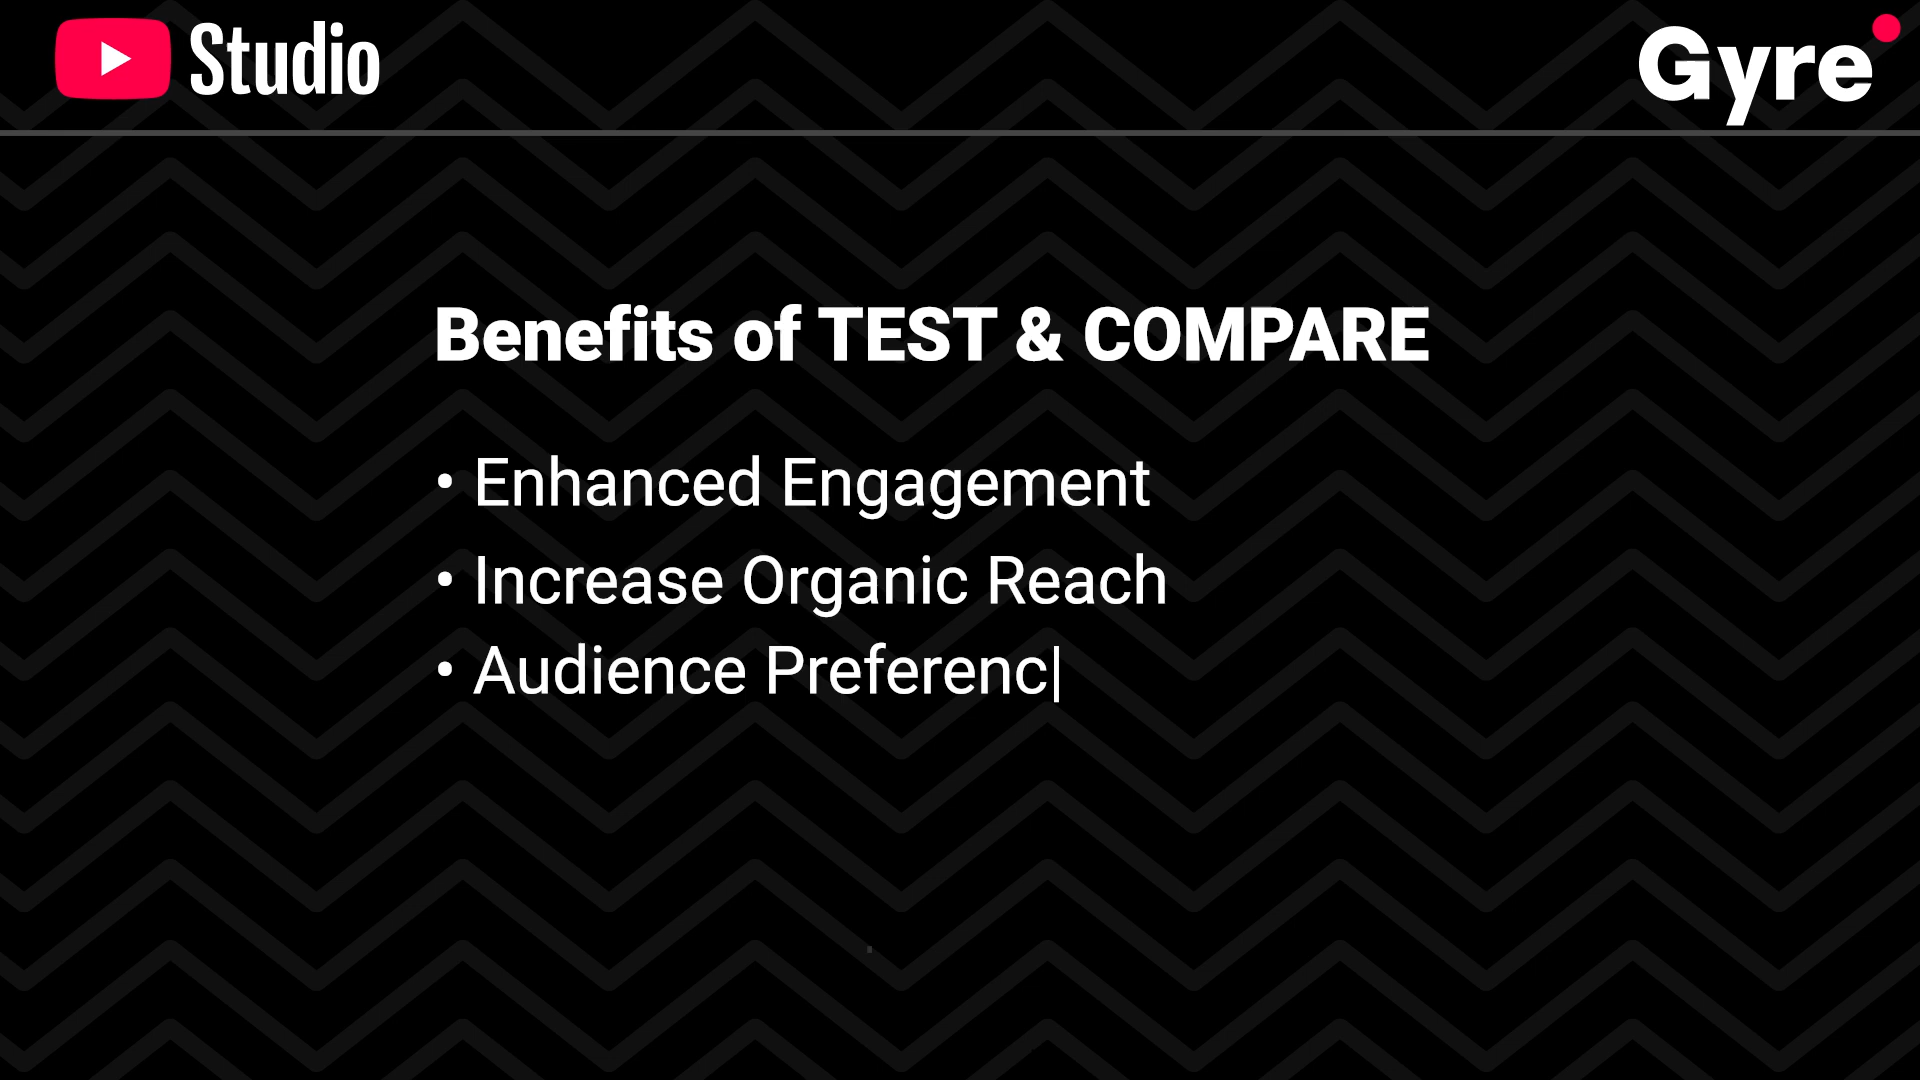 Studio
Gyre
Benefits of TEST & COMPARE
• Enhanced Engagement
• Increase Organic Reach
• Audience Preferenc|